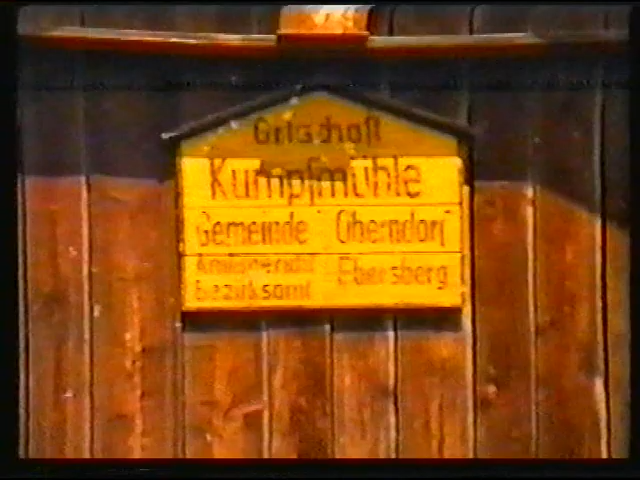 Ortschaft
Kumpfmühle
Gemeinde Oberndorf
Amtsgericht Ebersberg
Bezirksamt